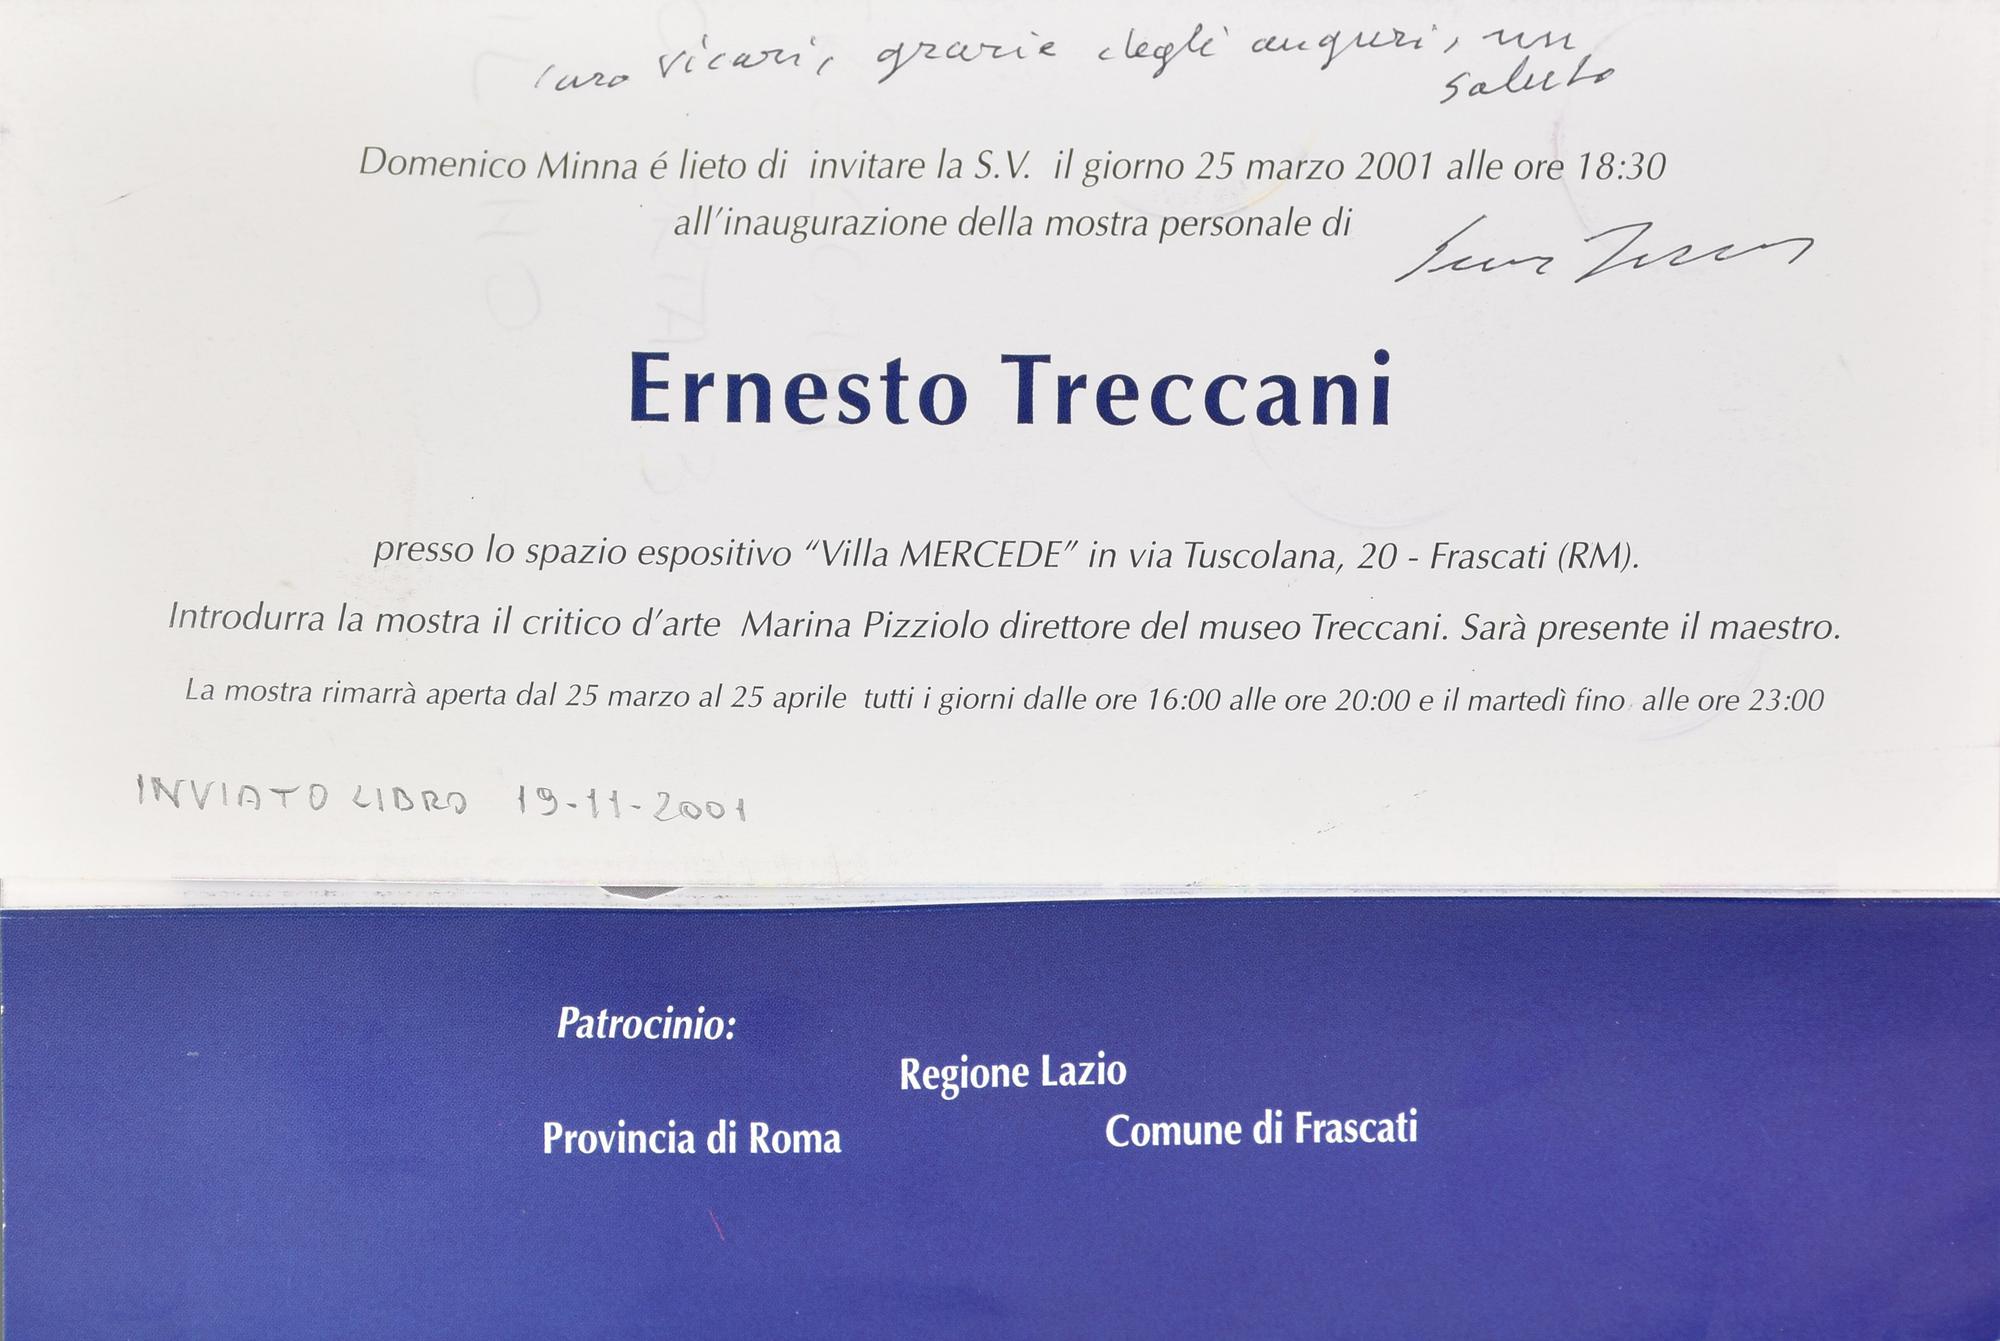 caro vicari, grazie degli auguri, un
saluto
Domenico Minna é lieto di invitare la S.V. il giorno 25 marzo 2001 alle ore 18:30
all'inaugurazione della mostra personale di
Ernesto Treccani
presso lo spazio espositivo “Villa MERCEDE” in via Tuscolana, 20 - Frascati (RM).
Introdurra la mostra il critico d'arte Marina Pizziolo direttore del museo Treccani. Sarà presente il maestro.
La mostra rimarrà aperta dal 25 marzo al 25 aprile tutti i giorni dalle ore 16:00 alle ore 20:00 e il martedì fino alle ore 23:00
INVIATO LIBRO 19-11-2001
Patrocinio:
Regione Lazio
Provincia di Roma
Comune di Frascati